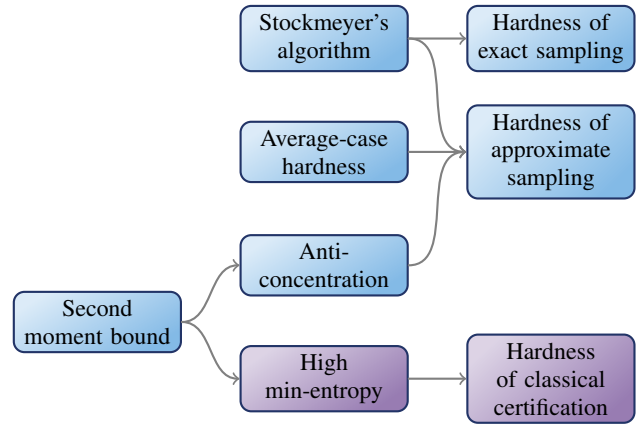 Stockmeyer's
algorithm
Hardness of
exact sampling
Average-case
hardness
Hardness of
approximate
sampling
Anti-
concentration
Second
moment bound
High
min-entropy
Hardness
of classical
certification